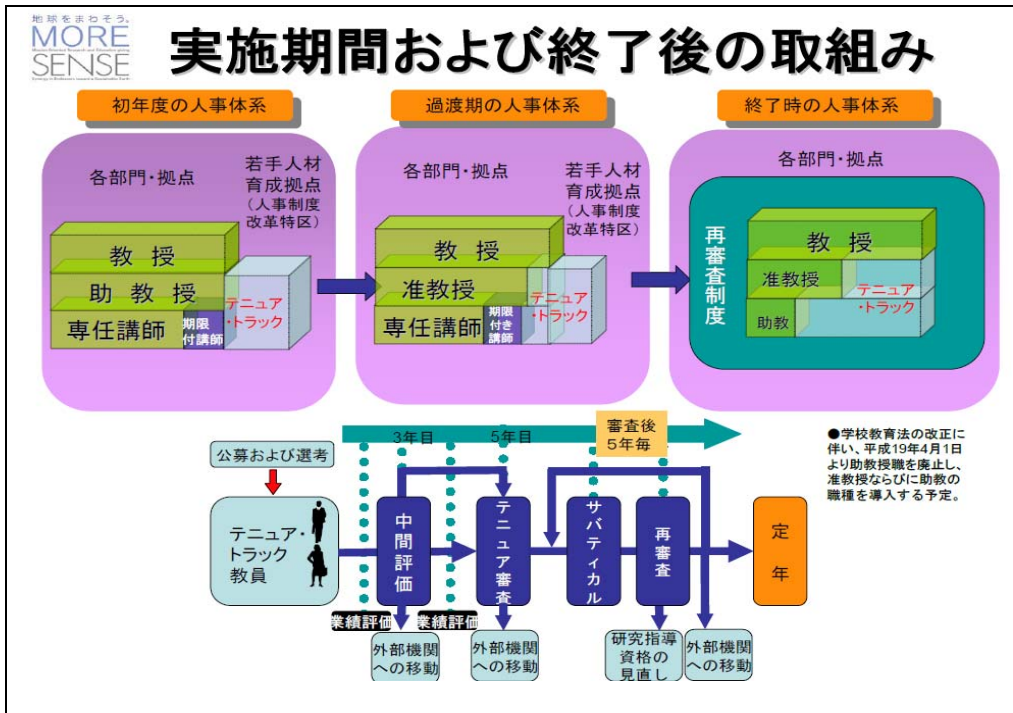 地球をまわそう。
MORE
SENSE
実施期間および終了後の取組み
初年度の人事体系
過渡期の人事体系
終了時の人事体系
各部門・拠点
若手人材
育成拠点
(人事制度
改革特区)
教 授
助 教 授
専任講師
期限
付講師
テニュア
・トラック
各部門・拠点
若手人材
育成拠点
(人事制度
改革特区)
教 授
准教授
専任講師
期限
付き
講師
テニュア
・トラック
各部門・拠点
再審査制度
教 授
准教授
助教
テニュア
・トラック
3年目
5年目
審査後
5年毎
●学校教育法の改正に
伴い、平成19年4月1日
より助教授職を廃止し、
准教授ならびに助教の
職種を導入する予定。
公募および選考
テニュア・
トラック
教員
中間評価
テニュア審査
サバティカル
再審査
定年
業績評価
業績評価
外部機関
への移動
外部機関
への移動
研究指導
資格の
見直し
外部機関
への移動